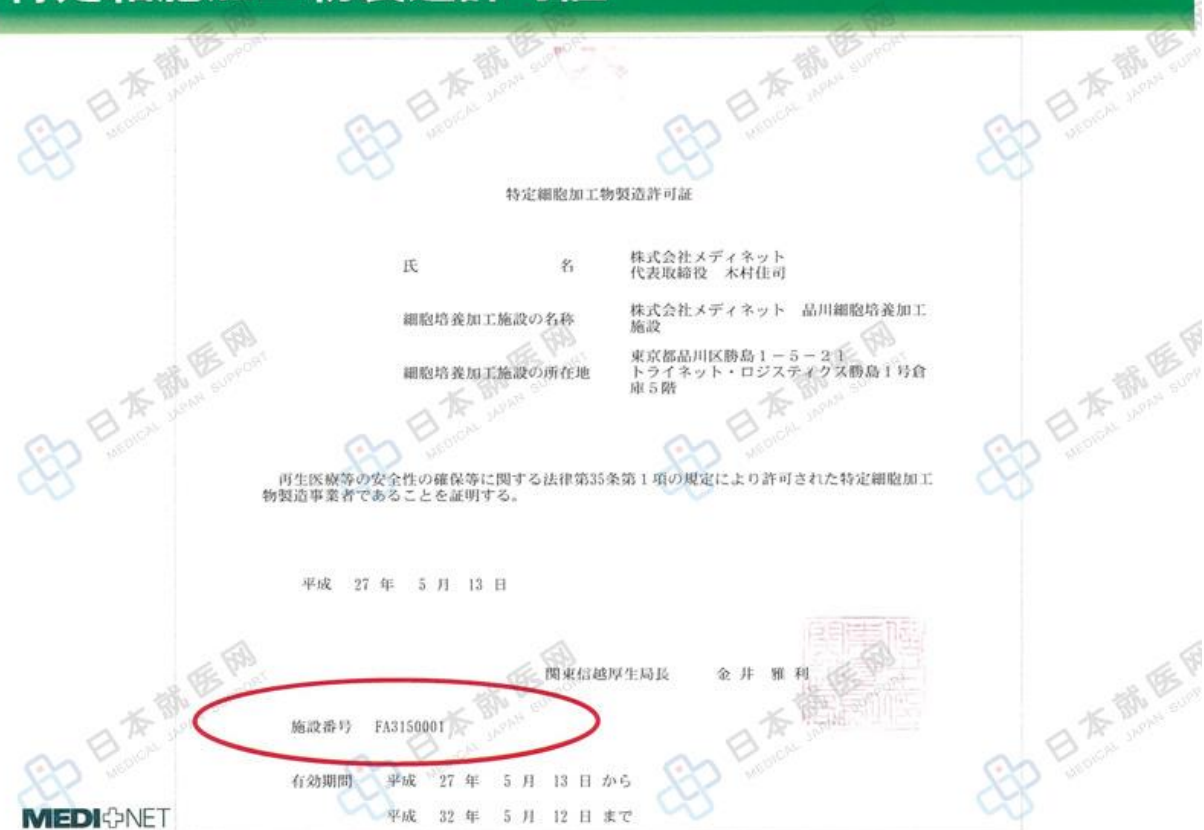 特定細胞加工物製造許可証
氏 名
株式会社メディネット
代表取締役 木村佳司
細胞培養加工施設の名称
株式会社メディネット 品川細胞培養加工
施設
細胞培養加工施設の所在地
東京都品川区勝島1-5-21
トライネット・ロジスティクス勝島1号倉
庫5階
再生医療等の安全性の確保等に関する法律第35条第1項の規定により許可された特定細胞加工
物製造事業者であることを証明する。
平成 27 年 5 月 13 日
関東信越厚生局長 金井 雅利
施設番号 FA3150001
有効期間 平成 27 年 5 月 13 日から
平成 32 年 5 月 12 日まで
MEDINET
日本就医网
MEDICAL JAPAN SUPPORT